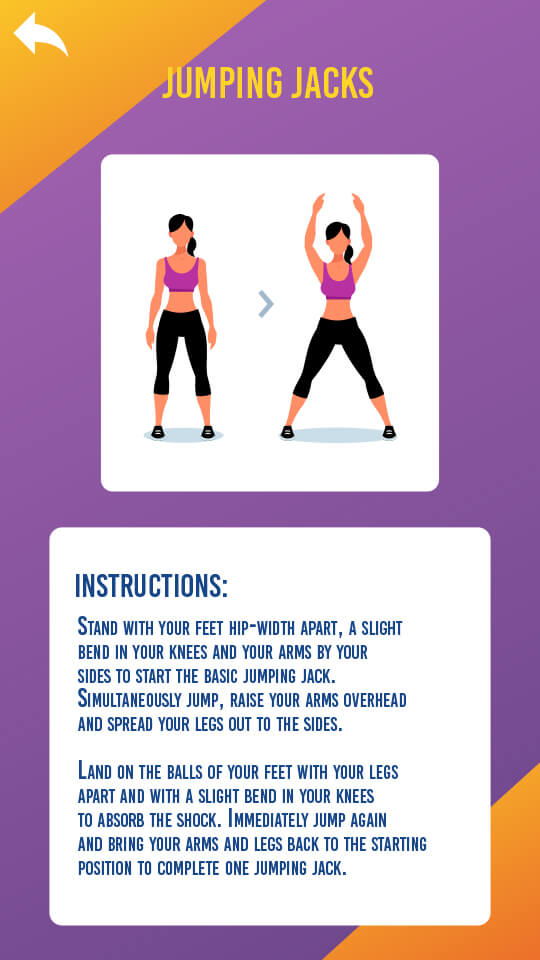 JUMPING JACKS
INSTRUCTIONS:
Stand with your feet hip-width apart, a slight
bend in your knees and your arms by your
sides to start the basic jumping jack.
Simultaneously jump, raise your arms overhead
and spread your legs out to the sides.
Land on the balls of your feet with your legs
apart and with a slight bend in your knees
to absorb the shock. Immediately jump again
and bring your arms and legs back to the starting
position to complete one jumping jack.